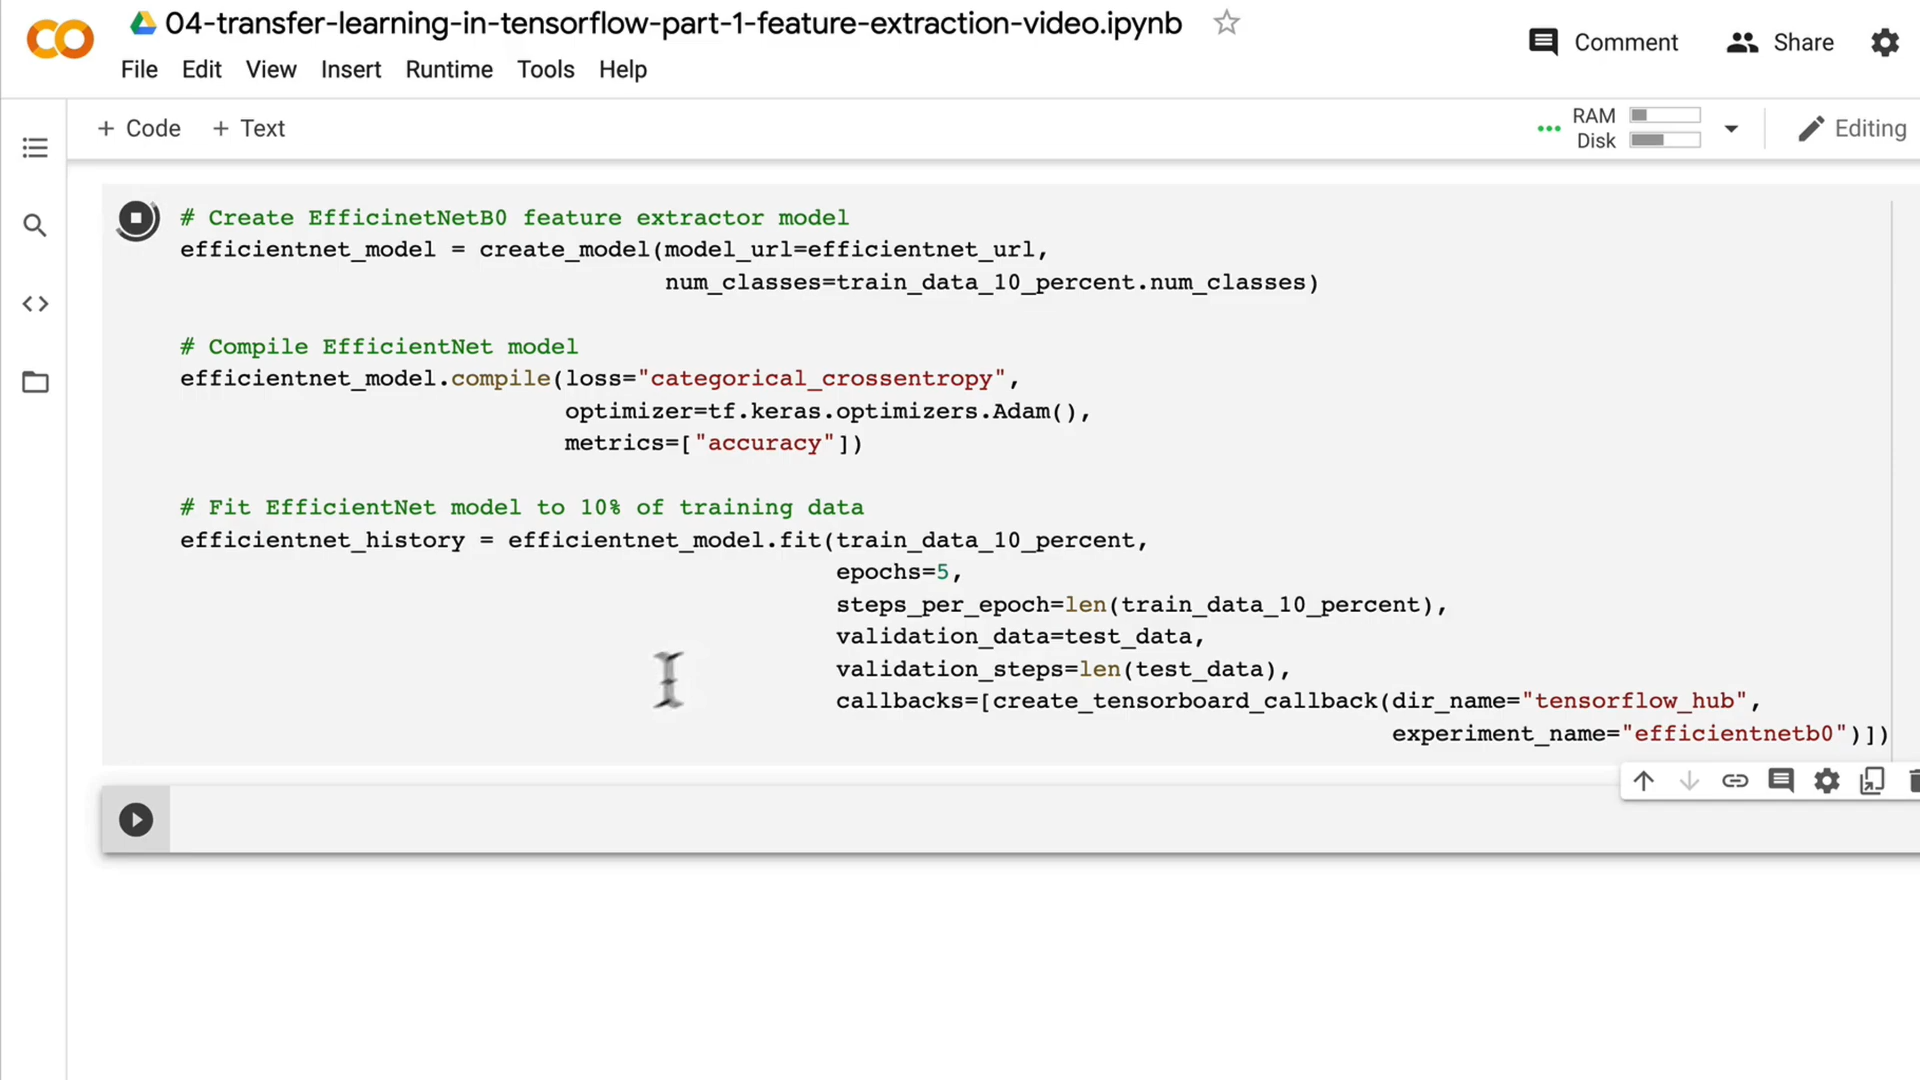 04-transfer-learning-in-tensorflow-part-1-feature-extraction-video.ipynb
Comment
Share
File Edit View Insert Runtime Tools Help
+ Code + Text
RAM
Disk
Editing
# Create EfficinetNetB0 feature extractor model
efficientnet_model = create_model(model_url=efficientnet_url,
num_classes=train_data_10_percent.num_classes)
# Compile EfficientNet model
efficientnet_model.compile(loss="categorical_crossentropy",
optimizer=tf.keras.optimizers.Adam(),
metrics=["accuracy"])
# Fit EfficientNet model to 10% of training data
efficientnet_history = efficientnet_model.fit(train_data_10_percent,
epochs=5,
steps_per_epoch=len(train_data_10_percent),
validation_data=test_data,
validation_steps=len(test_data),
callbacks=[create_tensorboard_callback(dir_name="tensorflow_hub",
experiment_name="efficientnetb0")])